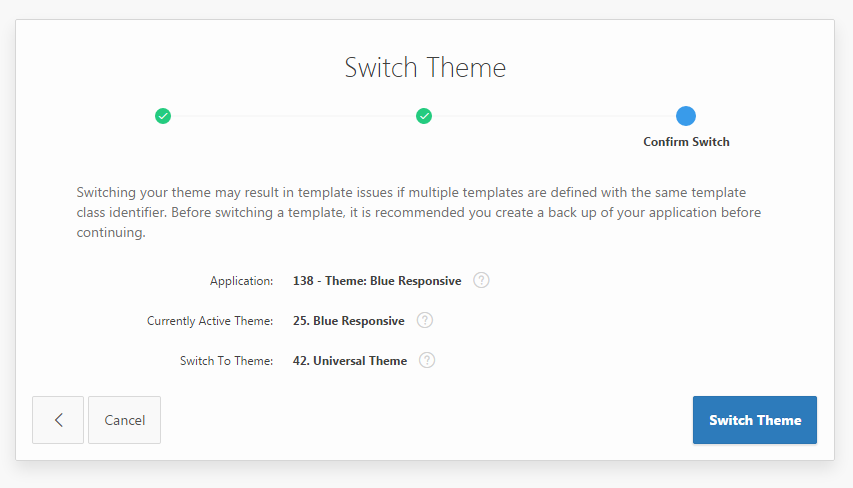 Switch Theme
Confirm Switch
Switching your theme may result in template issues if multiple templates are defined with the same template
class identifier. Before switching a template, it is recommended you create a back up of your application before
continuing.
Application: 138 - Theme: Blue Responsive ?
Currently Active Theme: 25. Blue Responsive ?
Switch To Theme: 42. Universal Theme ?
Cancel Switch Theme